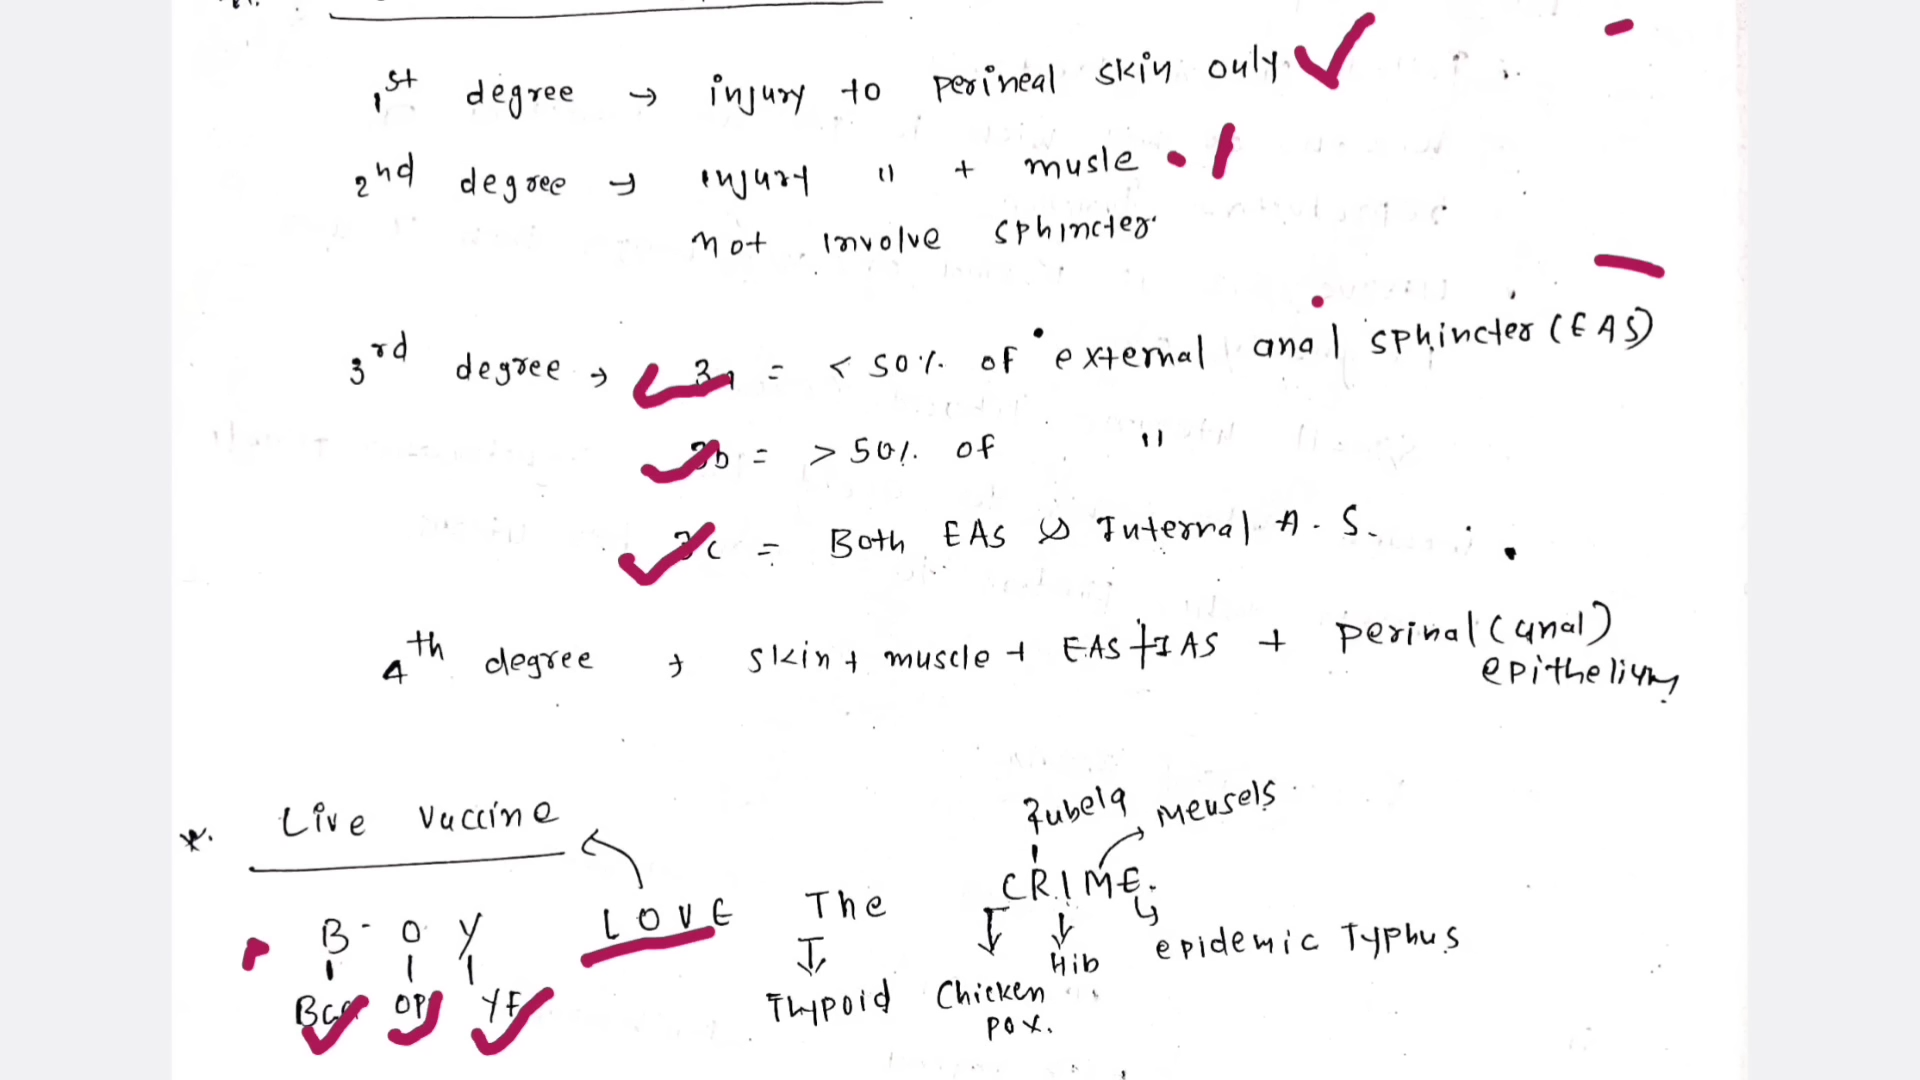 1st degree → injury to perineal skin only
2nd degree → injury " + musle
not involve sphincter
3rd degree → 3a = < 50% of external anal sphincter (EAS)
3b = > 50% of "
3c = Both EAS & Internal A. S.
4th degree → skin + muscle + EAS + IAS + perinal (anal)
epithelium
*. Live Vaccine
Rubela Meusels
B - O Y LOVE The CRIME.
BCG OPV YF Thypoid Chicken pox. Hib epidemic Typhus